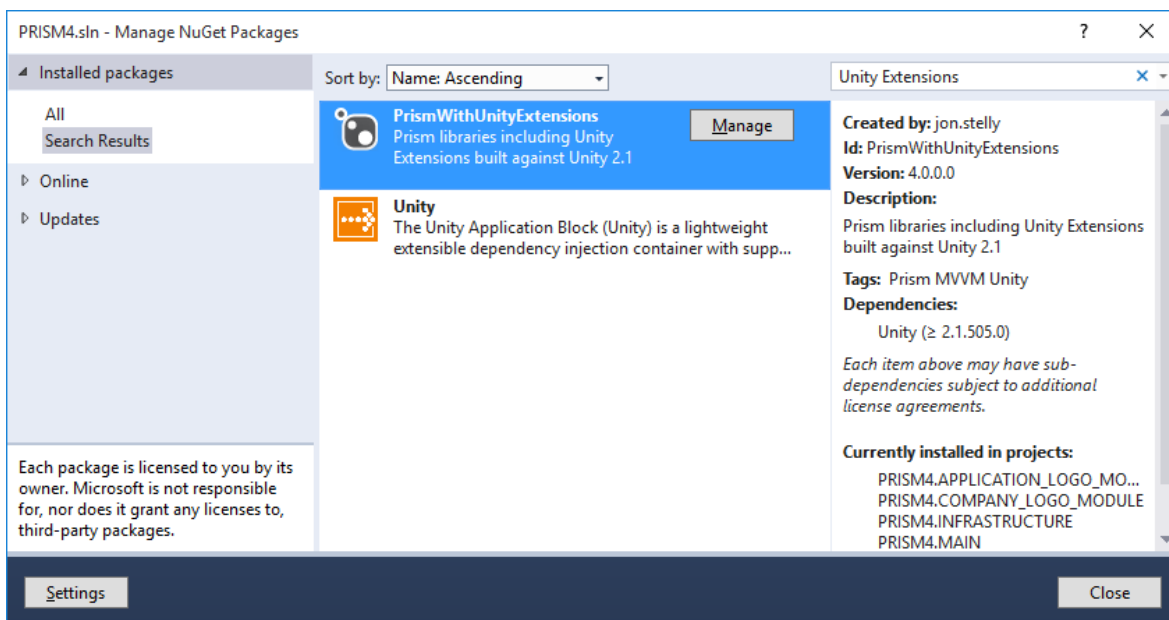 PRISM4.sln - Manage NuGet Packages
?
Installed packages
All
Search Results
Online
Updates
Each package is licensed to you by its
owner. Microsoft is not responsible
for, nor does it grant any licenses to,
third-party packages.
Sort by: Name: Ascending
PrismWithUnityExtensions
Prism libraries including Unity
Extensions built against Unity 2.1
Manage
Unity
The Unity Application Block (Unity) is a lightweight
extensible dependency injection container with supp...
Unity Extensions
Created by: jon.stelly
Id: PrismWithUnityExtensions
Version: 4.0.0.0
Description:
Prism libraries including Unity Extensions
built against Unity 2.1
Tags: Prism MVVM Unity
Dependencies:
Unity (≥ 2.1.505.0)
Each item above may have sub-
dependencies subject to additional
license agreements.
Currently installed in projects:
PRISM4.APPLICATION_LOGO_MO...
PRISM4.COMPANY_LOGO_MODULE
PRISM4.INFRASTRUCTURE
PRISM4.MAIN
Settings
Close